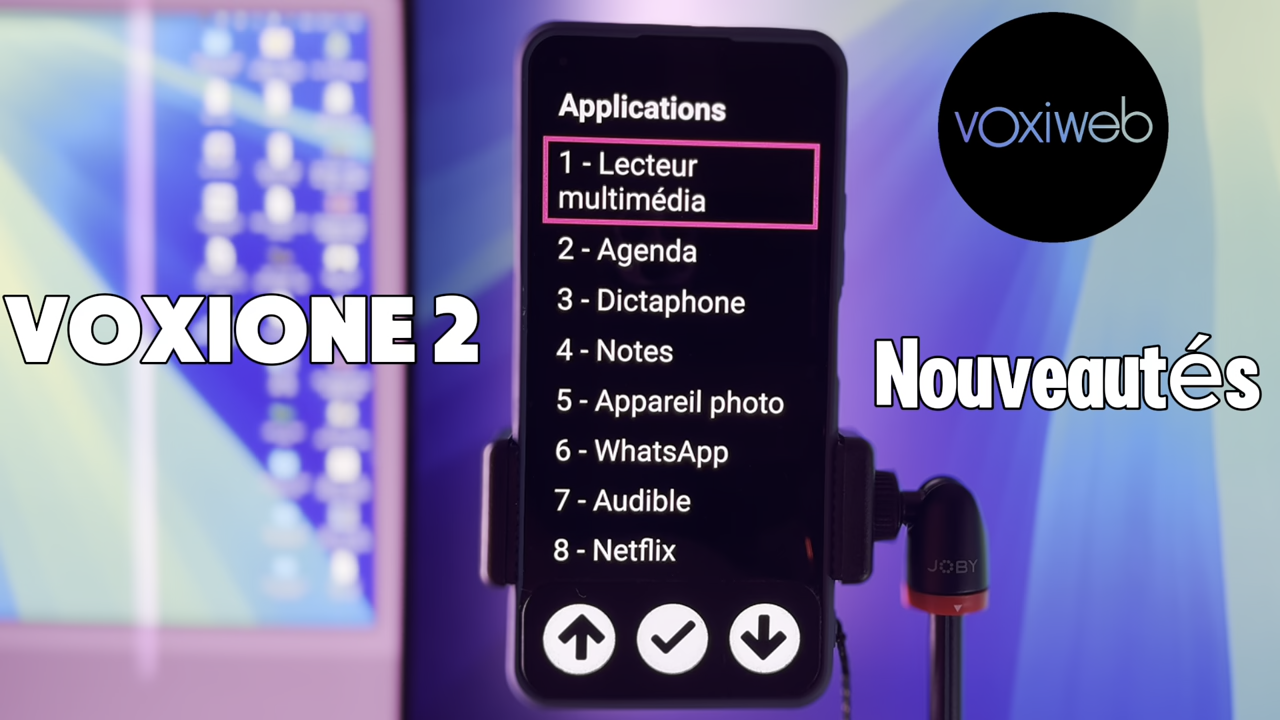 Applications
1 - Lecteur
multimédia
2 - Agenda
3 - Dictaphone
4 - Notes
5 - Appareil photo
6 - WhatsApp
7 - Audible
8 - Netflix
VOXIONE 2
voxiweb
Nouveautés
JOBY